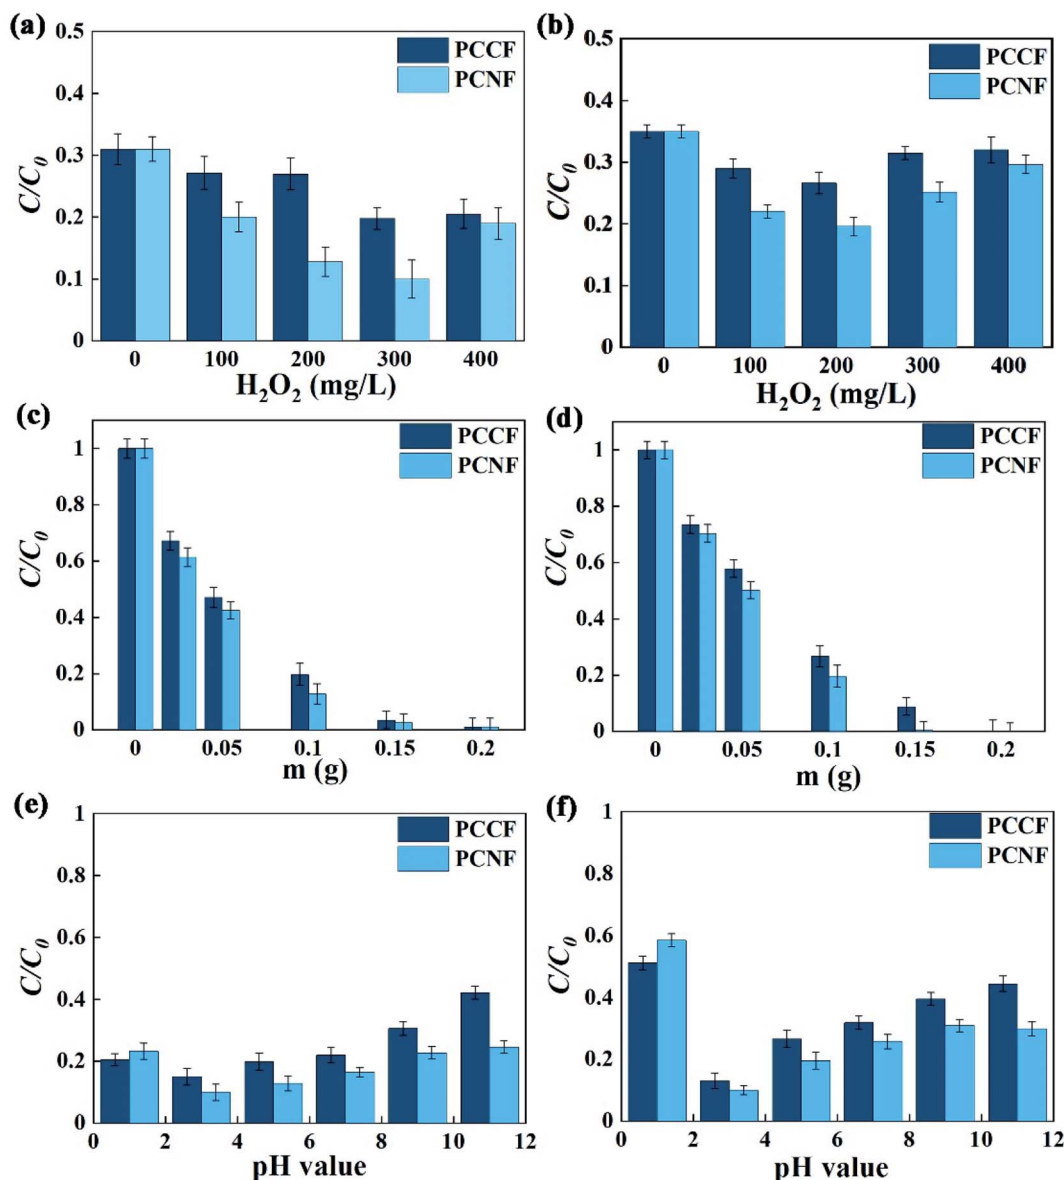 (a)
0.5
0.4
0.3
0.2
0.1
0
C/C₀
PCCF
PCNF
0 100 200 300 400
H₂O₂ (mg/L)
(b)
0.5
0.4
0.3
0.2
0.1
0
C/C₀
PCCF
PCNF
0 100 200 300 400
H₂O₂ (mg/L)
(c)
1
0.8
0.6
0.4
0.2
0
C/C₀
PCCF
PCNF
0 0.05 0.1 0.15 0.2
m (g)
(d)
1
0.8
0.6
0.4
0.2
0
C/C₀
PCCF
PCNF
0 0.05 0.1 0.15 0.2
m (g)
(e)
1
0.8
0.6
0.4
0.2
0
C/C₀
PCCF
PCNF
0 2 4 6 8 10 12
pH value
(f)
1
0.8
0.6
0.4
0.2
0
C/C₀
PCCF
PCNF
0 2 4 6 8 10 12
pH value